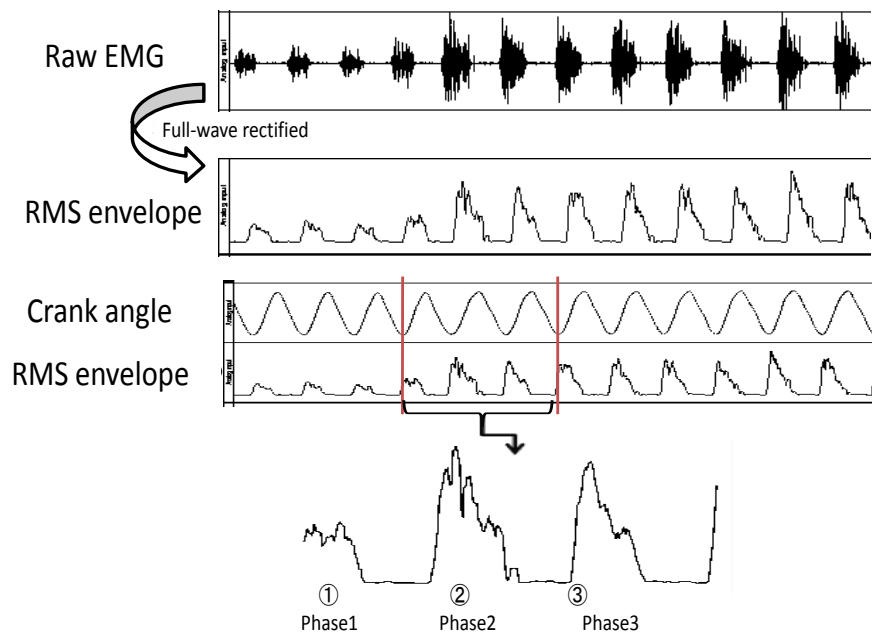 Raw EMG
Full-wave rectified
RMS envelope
Crank angle
RMS envelope
① ② ③
Phase1 Phase2 Phase3